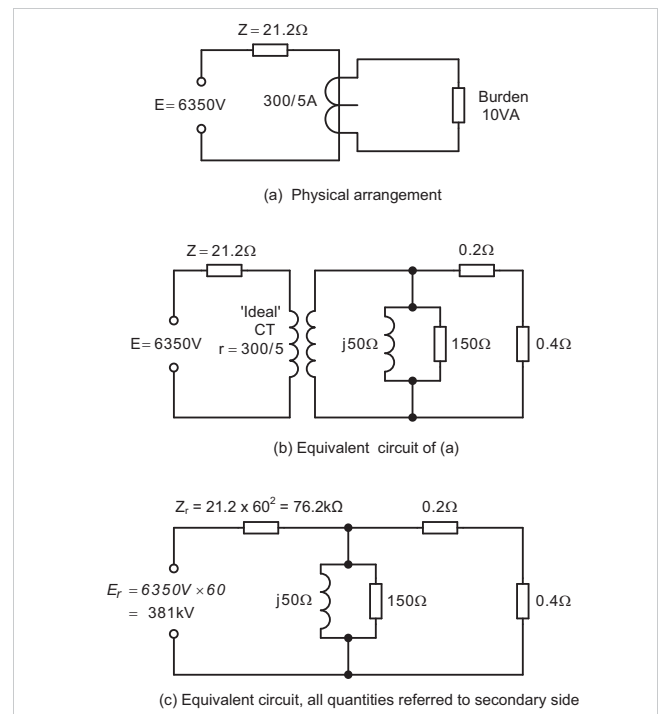 Z = 21.2Ω
E = 6350V
300/5A
Burden
10VA
(a) Physical arrangement
Z = 21.2Ω
0.2Ω
'Ideal'
CT
r = 300/5
E = 6350V
j50Ω
150Ω
0.4Ω
(b) Equivalent circuit of (a)
Zr = 21.2 x 60² = 76.2kΩ
0.2Ω
Er = 6350V × 60
= 381kV
j50Ω
150Ω
0.4Ω
(c) Equivalent circuit, all quantities referred to secondary side